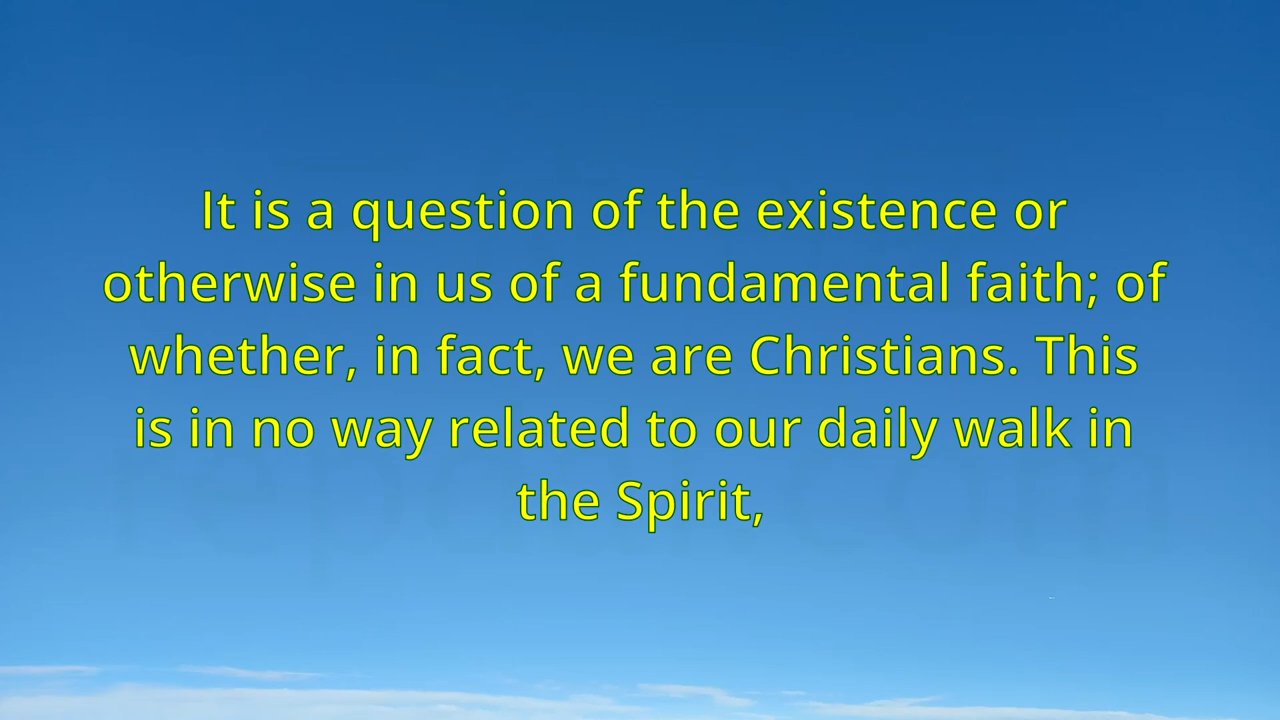 It is a question of the existence or
otherwise in us of a fundamental faith; of
whether, in fact, we are Christians. This
is in no way related to our daily walk in
the Spirit,